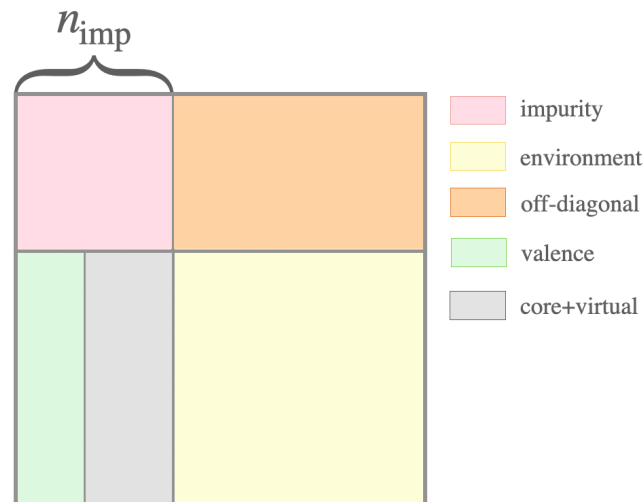 n_imp
impurity
environment
off-diagonal
valence
core+virtual